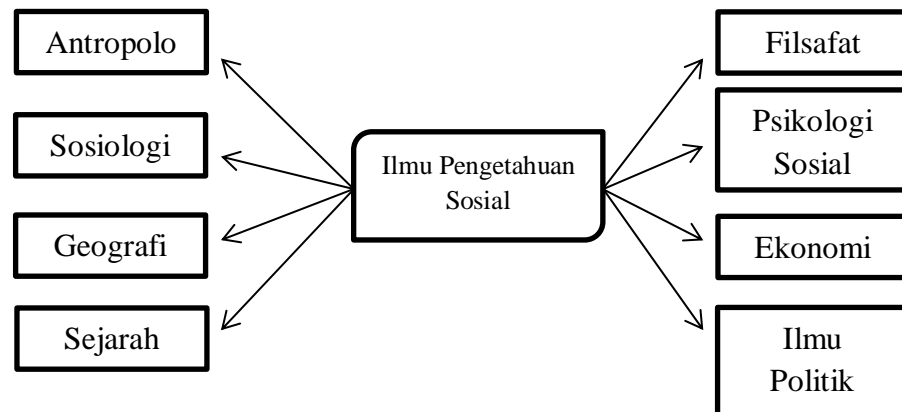 Antropolo
Sosiologi
Geografi
Sejarah
Ilmu Pengetahuan
Sosial
Filsafat
Psikologi
Sosial
Ekonomi
Ilmu
Politik